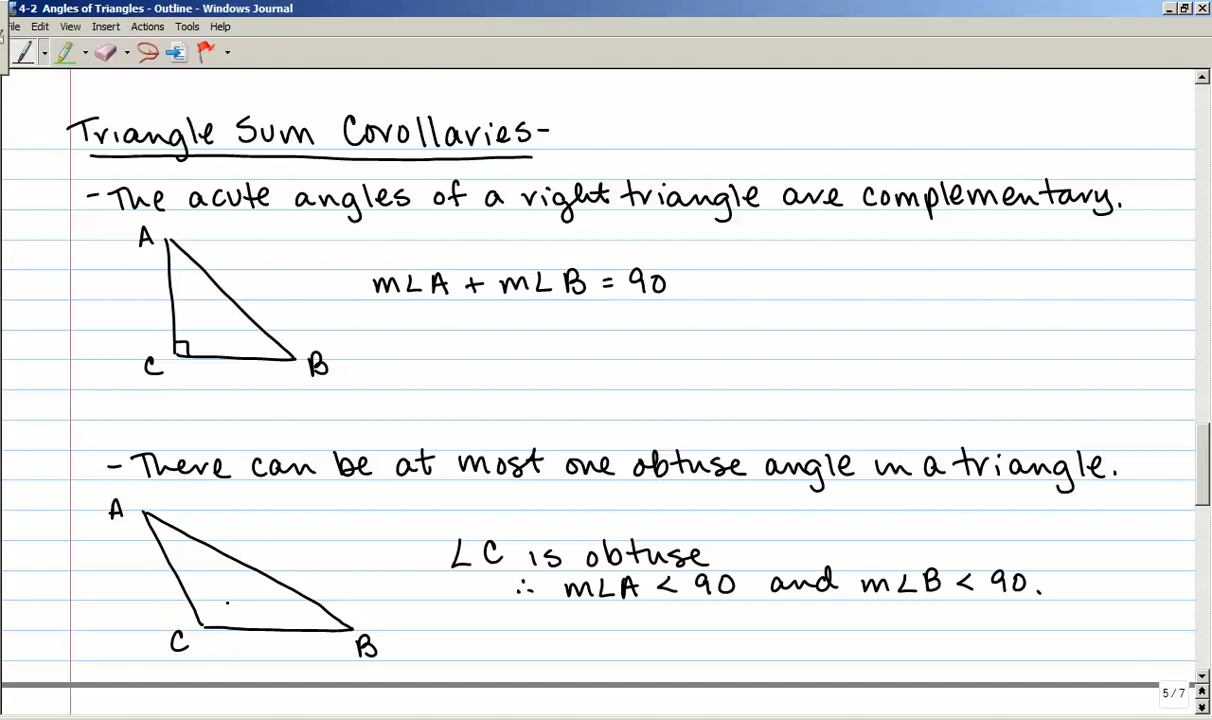 4-2 Angles of Triangles - Outline - Windows Journal
File Edit View Insert Actions Tools Help
Triangle Sum Corollaries-
- The acute angles of a right triangle are complementary.
A
m∠A + m∠B = 90
C
B
- There can be at most one obtuse angle in a triangle.
A
∠C is obtuse
∴ m∠A < 90 and m∠B < 90.
C
B
5 / 7